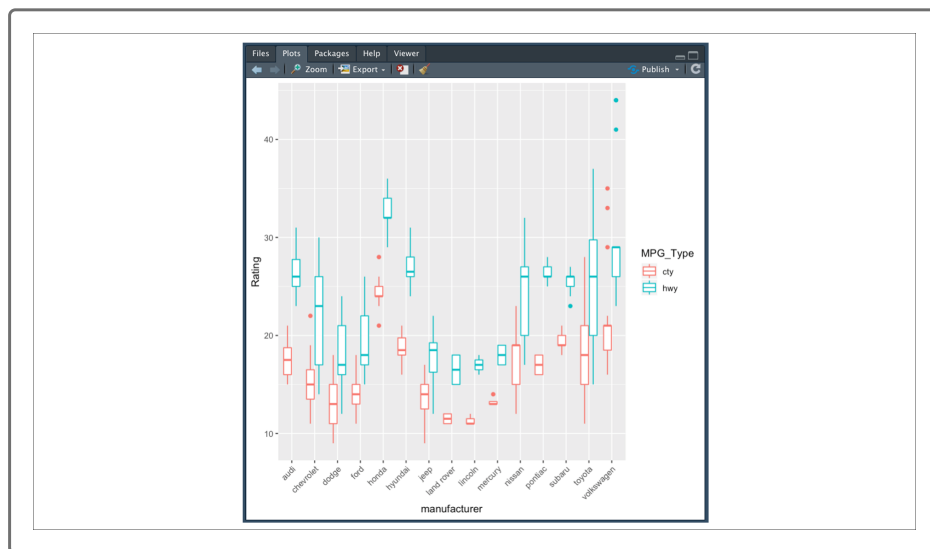 Files Plots Packages Help Viewer
Zoom Export Publish
40
30
20
10
Rating
audi
chevrolet
dodge
ford
honda
hyundai
jeep
land rover
lincoln
mercury
nissan
pontiac
subaru
toyota
volkswagen
manufacturer
MPG_Type
cty
hwy